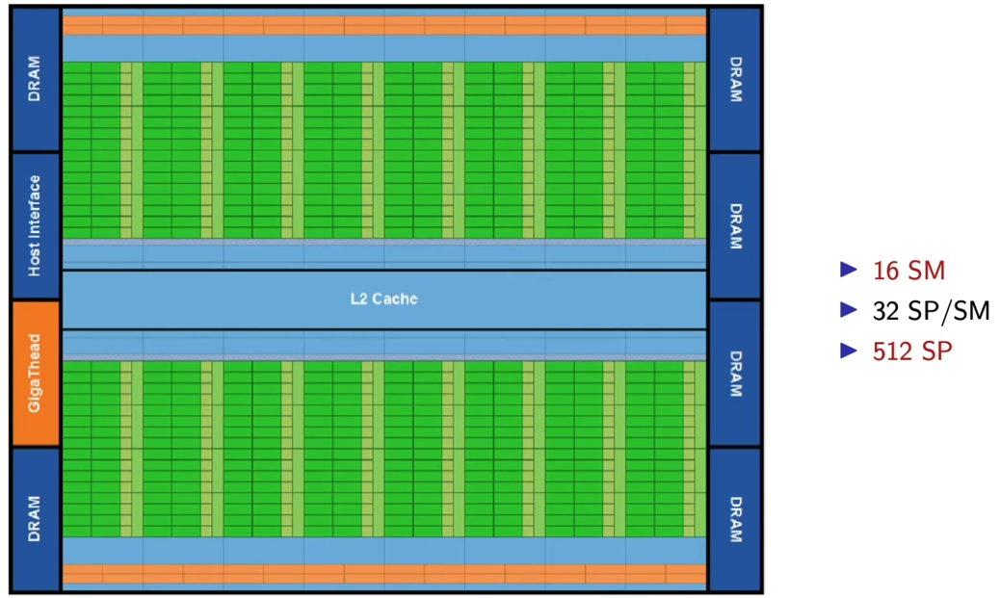 DRAM
Host Interface
GigaThead
DRAM
L2 Cache
DRAM
DRAM
DRAM
DRAM
16 SM
32 SP/SM
512 SP